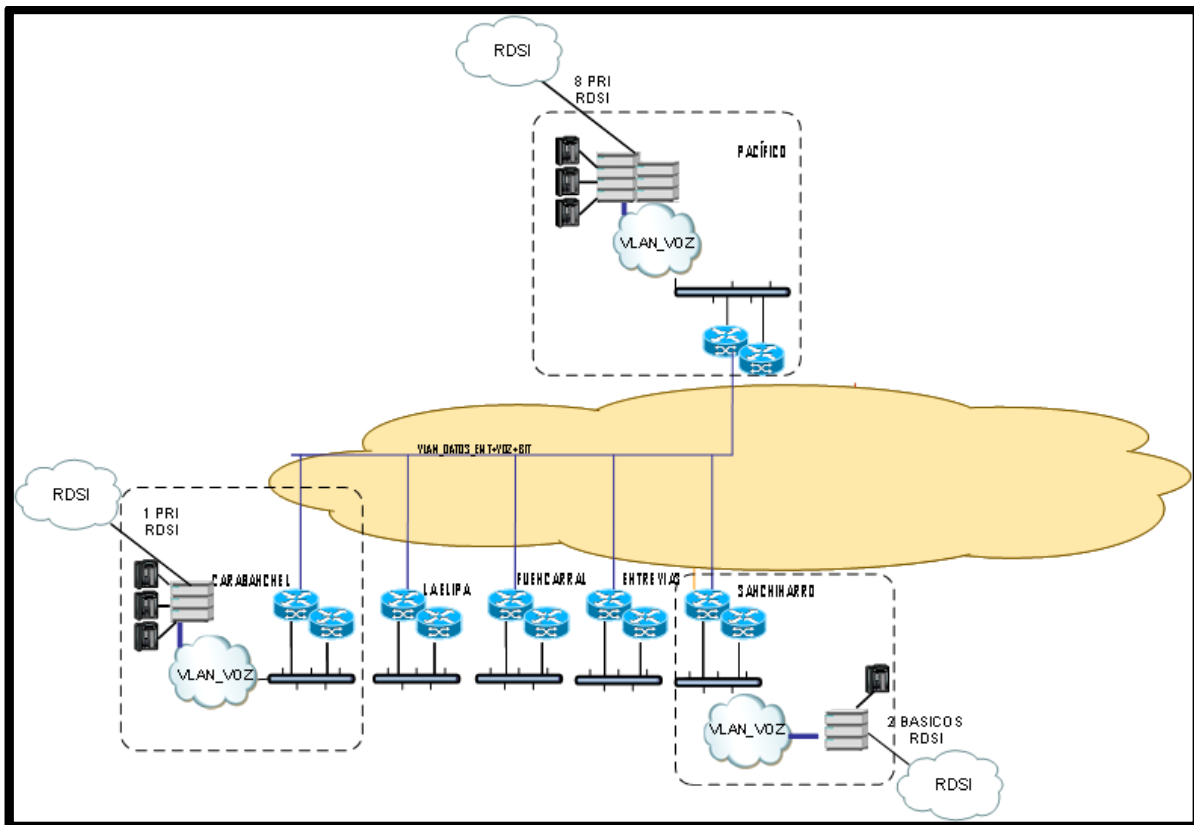 RDSI
8 PRI
RDSI
PACÍFICO
VLAN_VOZ
VLAN_DATOS_EMT+VOZ+BIT
RDSI
1 PRI
RDSI
CARABANCHEL
LA ELIPA
FUENCARRAL
ENTREVIAS
SANCHINARRO
VLAN_VOZ
VLAN_VOZ
2 BASICOS
RDSI
RDSI